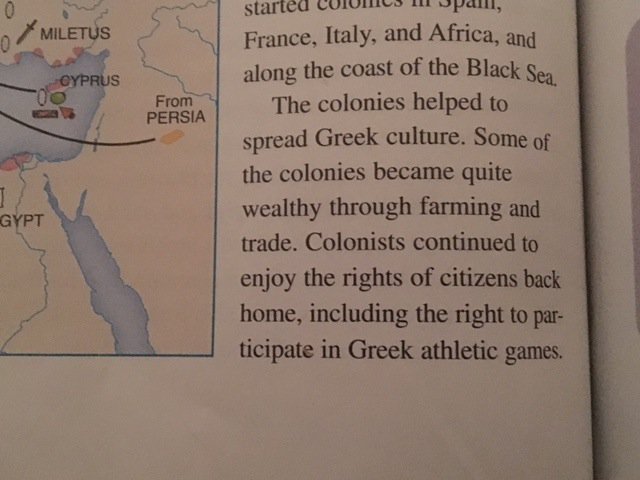 MILETUS
CYPRUS
From
PERSIA
GYPT
started colonies in Spain,
France, Italy, and Africa, and
along the coast of the Black Sea.
The colonies helped to
spread Greek culture. Some of
the colonies became quite
wealthy through farming and
trade. Colonists continued to
enjoy the rights of citizens back
home, including the right to par-
ticipate in Greek athletic games.